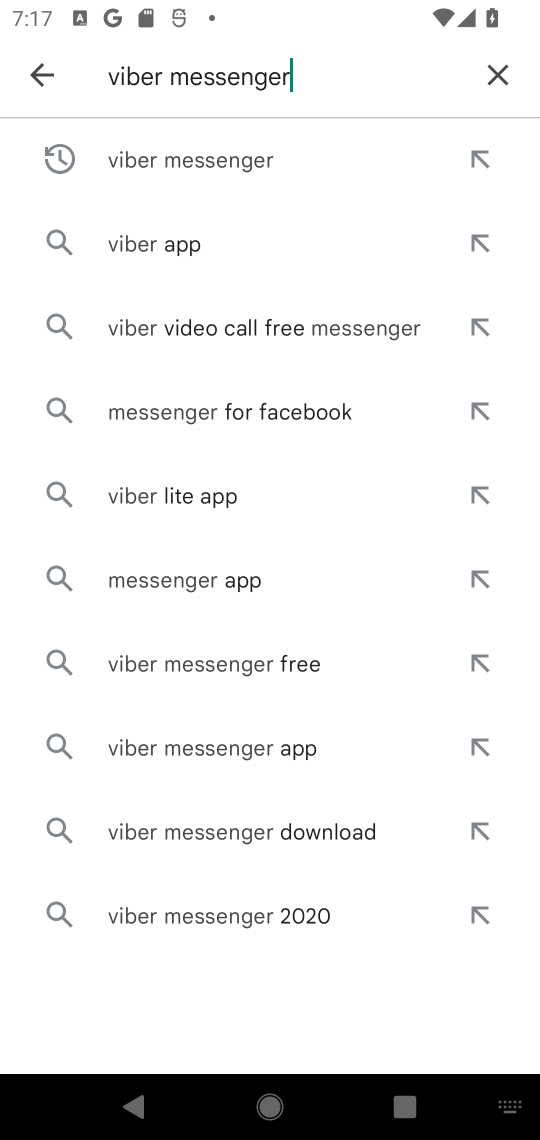 7:17
viber messenger
viber messenger
viber app
viber video call free messenger
messenger for facebook
viber lite app
messenger app
viber messenger free
viber messenger app
viber messenger download
viber messenger 2020